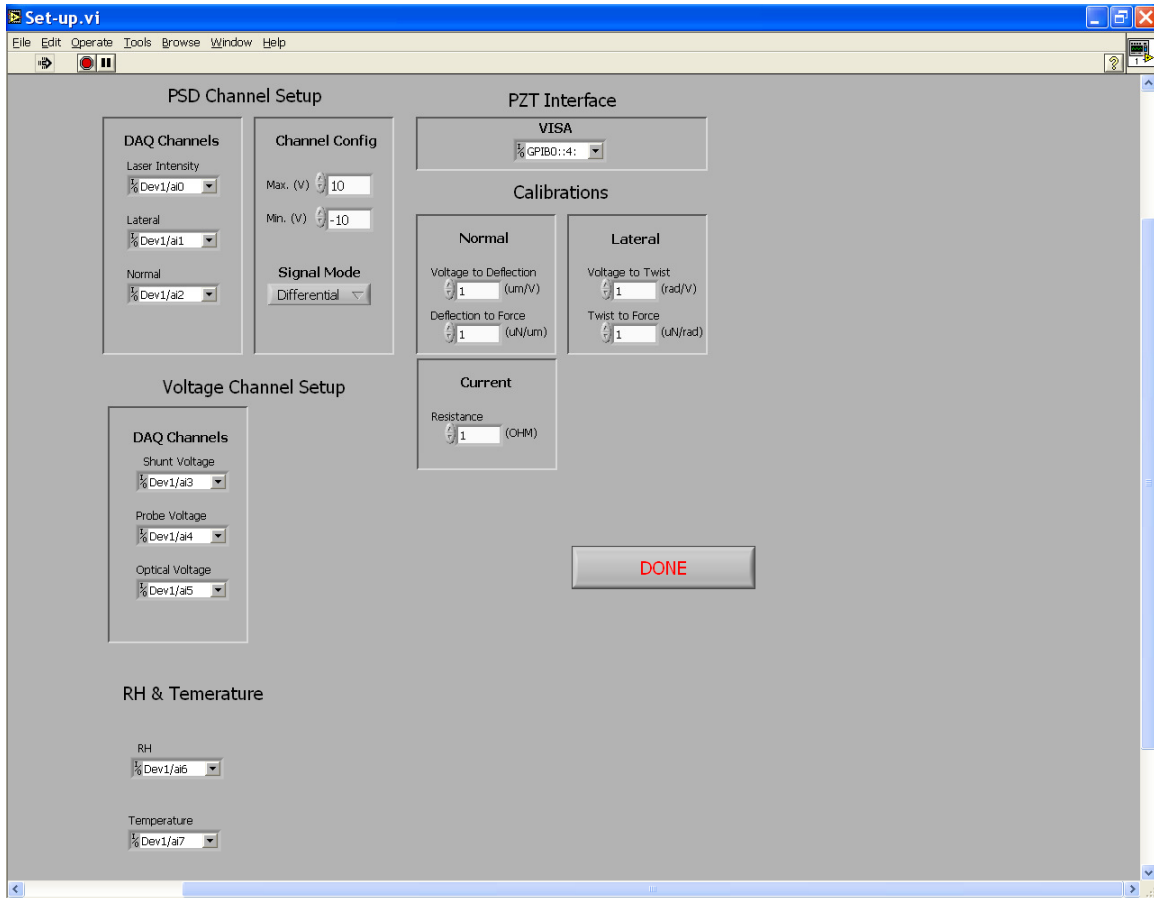 Set-up.vi
File Edit Operate Tools Browse Window Help
1
PSD Channel Setup
DAQ Channels
Laser Intensity
Dev1/ai0
Lateral
Dev1/ai1
Normal
Dev1/ai2
Channel Config
Max. (V) 10
Min. (V) -10
Signal Mode
Differential
PZT Interface
VISA
GPIB0::4:
Calibrations
Normal
Voltage to Deflection
1 (um/V)
Deflection to Force
1 (uN/um)
Lateral
Voltage to Twist
1 (rad/V)
Twist to Force
1 (uN/rad)
Current
Resistance
1 (OHM)
Voltage Channel Setup
DAQ Channels
Shunt Voltage
Dev1/ai3
Probe Voltage
Dev1/ai4
Optical Voltage
Dev1/ai5
DONE
RH & Temerature
RH
Dev1/ai6
Temperature
Dev1/ai7